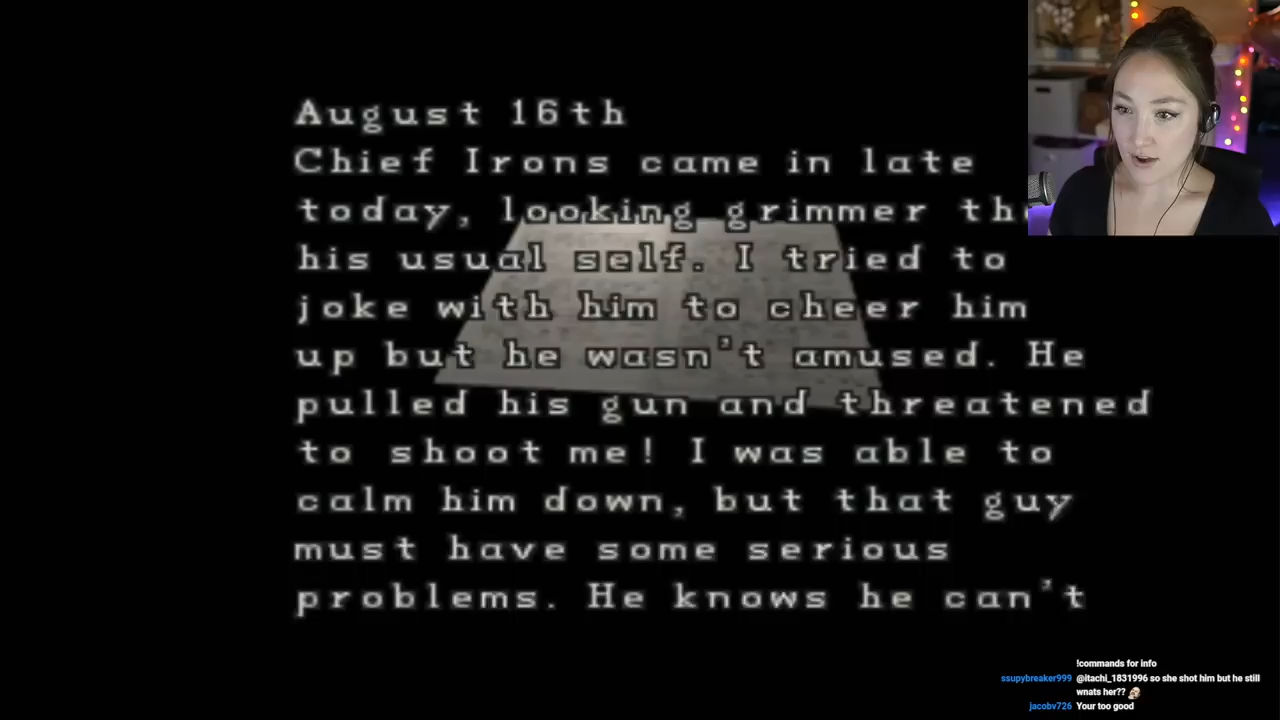 August 16th
Chief Irons came in late
today, looking grimmer
his usual self. I tried to
joke with him to cheer him
up but he wasn't amused. He
pulled his gun and threatened
to shoot me! I was able to
calm him down, but that guy
must have some serious
problems. He knows he can't
!commands for info
ssupybreaker999 @itachi_1831996 so she shot him but he still
wnats her??
jacobv726 Your too good